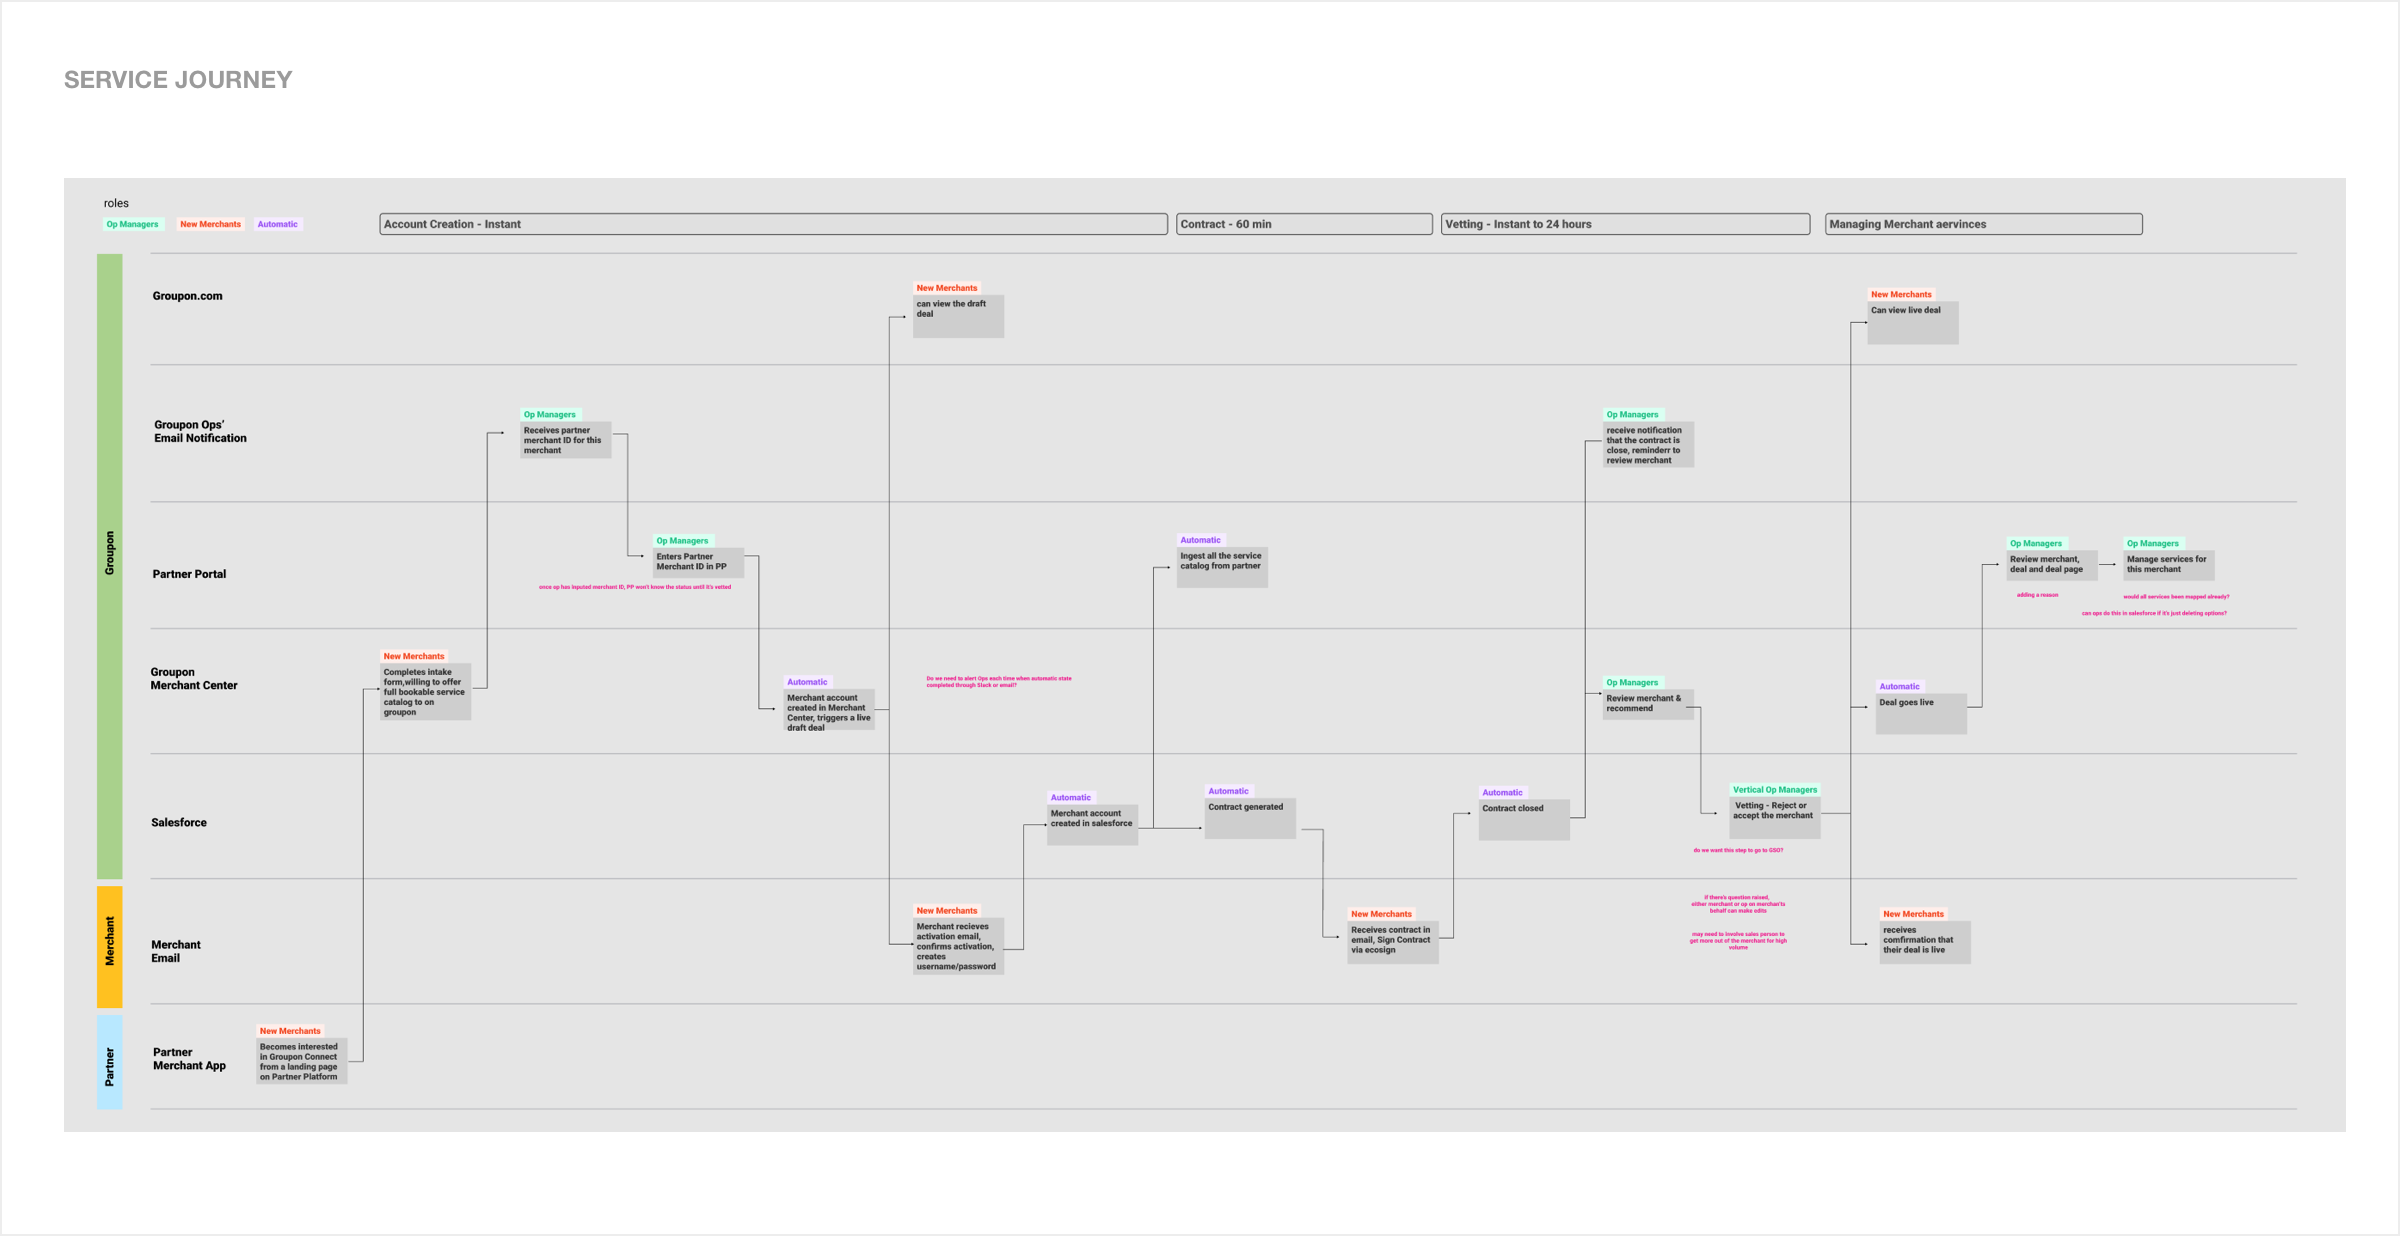 SERVICE JOURNEY
roles
Op Managers
New Merchants
Automatic
Account Creation - Instant
Contract - 60 min
Vetting - Instant to 24 hours
Managing Merchant aervinces
Groupon
Groupon.com
New Merchants
can view the draft
deal
New Merchants
Can view live deal
Groupon Ops'
Email Notification
Op Managers
Receives partner
merchant ID for this
merchant
Op Managers
receive notification
that the contract is
close, reminderr to
review merchant
Partner Portal
Op Managers
Enters Partner
Merchant ID in PP
once op has inputed merchant ID, PP won't know the status until it's vetted
Automatic
Ingest all the service
catalog from partner
Op Managers
Review merchant,
deal and deal page
adding a reason
Op Managers
Manage services for
this merchant
would all services been mapped already?
can ops do this in salesforce if it's just deleting options?
Groupon
Merchant Center
New Merchants
Completes intake
form,willing to offer
full bookable service
catalog to on
groupon
Automatic
Merchant account
created in Merchant
Center, triggers a live
draft deal
Do we need to alert Ops each time when automatic state
completed through Slack or email?
Op Managers
Review merchant &
recommend
Automatic
Deal goes live
Salesforce
Automatic
Merchant account
created in salesforce
Automatic
Contract generated
Automatic
Contract closed
Vertical Op Managers
Vetting - Reject or
accept the merchant
do we want this step to go to GSO?
Merchant
Merchant
Email
New Merchants
Merchant recieves
activation email,
confirms activation,
creates
username/password
New Merchants
Receives contract in
email, Sign Contract
via ecosign
if there's question raised,
either merchant or op on merchan'ts
behalf can make edits
may need to involve sales person to
get more out of the merchant for high
volume
New Merchants
receives
comfirmation that
their deal is live
Partner
Partner
Merchant App
New Merchants
Becomes interested
in Groupon Connect
from a landing page
on Partner Platform